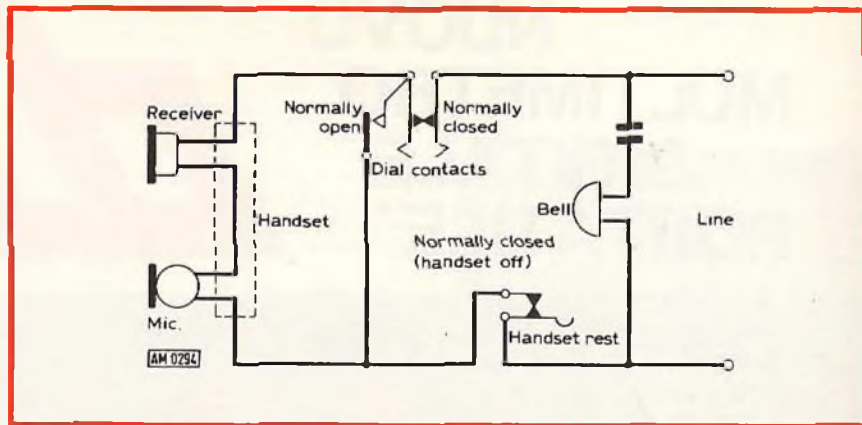 Receiver
Normally
open
Normally
closed
Dial contacts
Handset
Bell
Line
Normally closed
(handset off)
Mic.
Handset rest
AM 0294